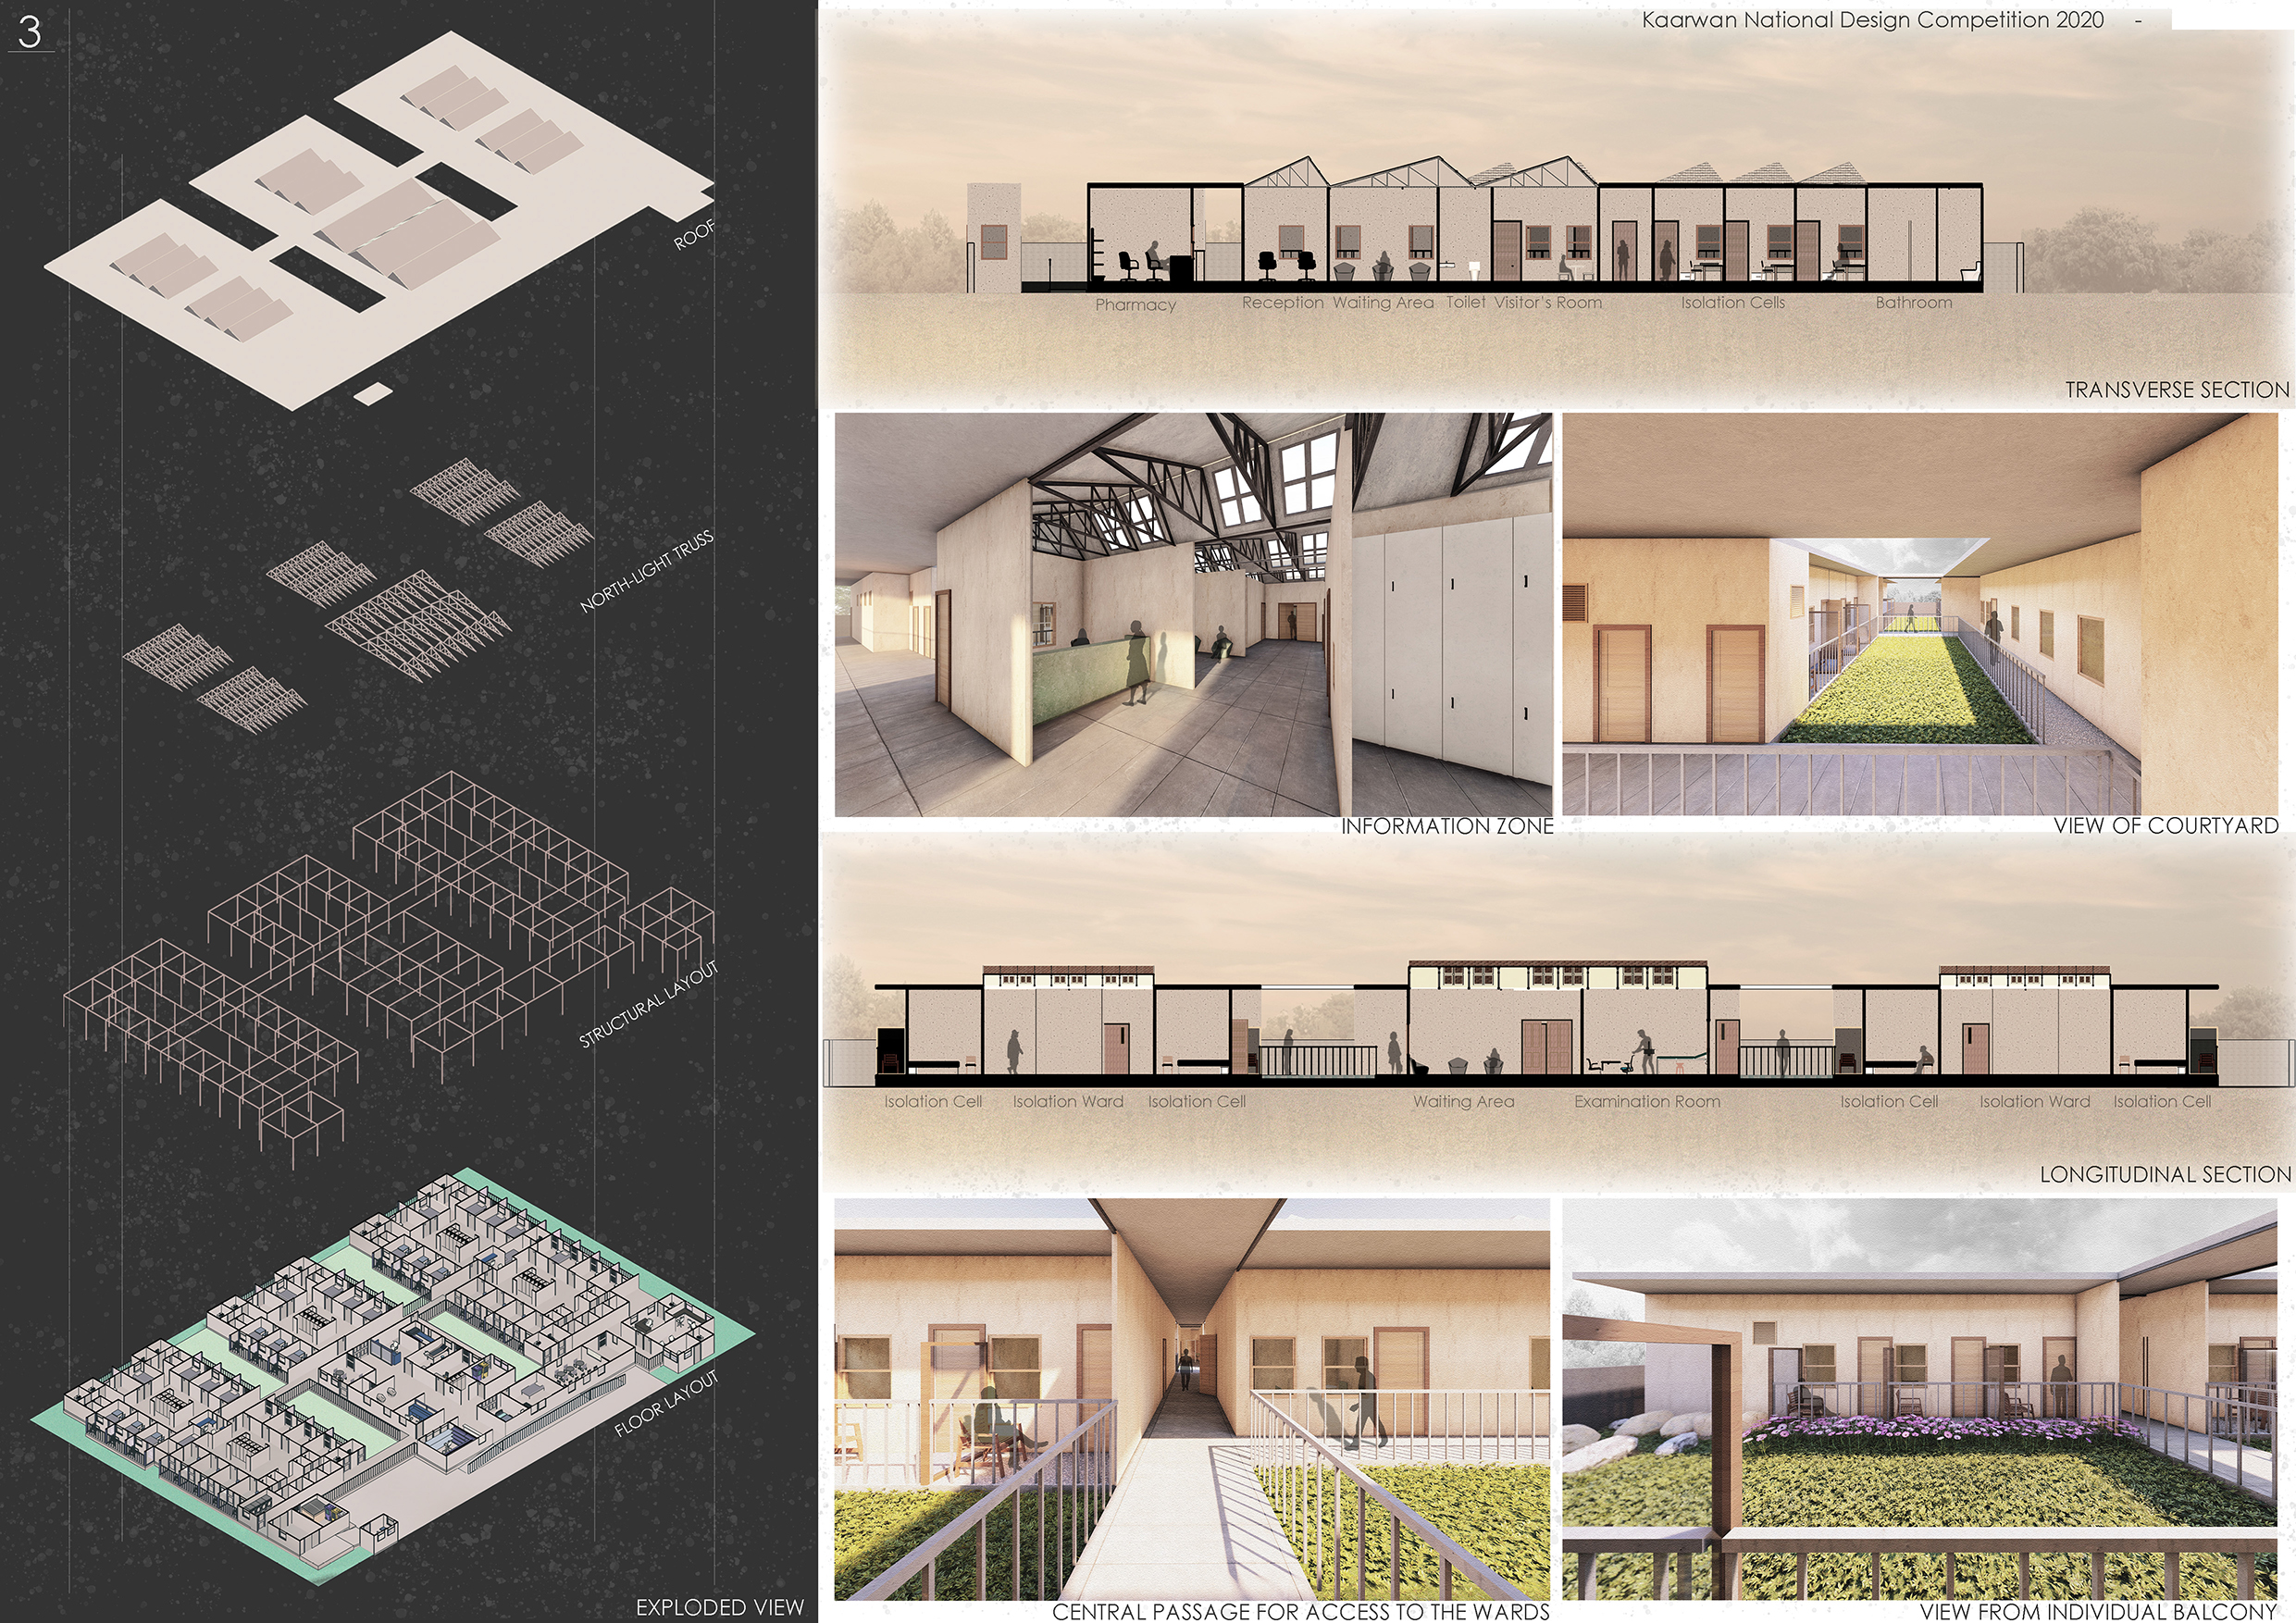 3
ROOF
NORTH-LIGHT TRUSS
STRUCTURAL LAYOUT
FLOOR LAYOUT
EXPLODED VIEW
Kaarwan National Design Competition 2020 -
Pharmacy Reception Waiting Area Toilet Visitor's Room Isolation Cells Bathroom
TRANSVERSE SECTION
INFORMATION ZONE
VIEW OF COURTYARD
Isolation Cell Isolation Ward Isolation Cell Waiting Area Examination Room Isolation Cell Isolation Ward Isolation Cell
LONGITUDINAL SECTION
CENTRAL PASSAGE FOR ACCESS TO THE WARDS
VIEW FROM INDIVIDUAL BALCONY